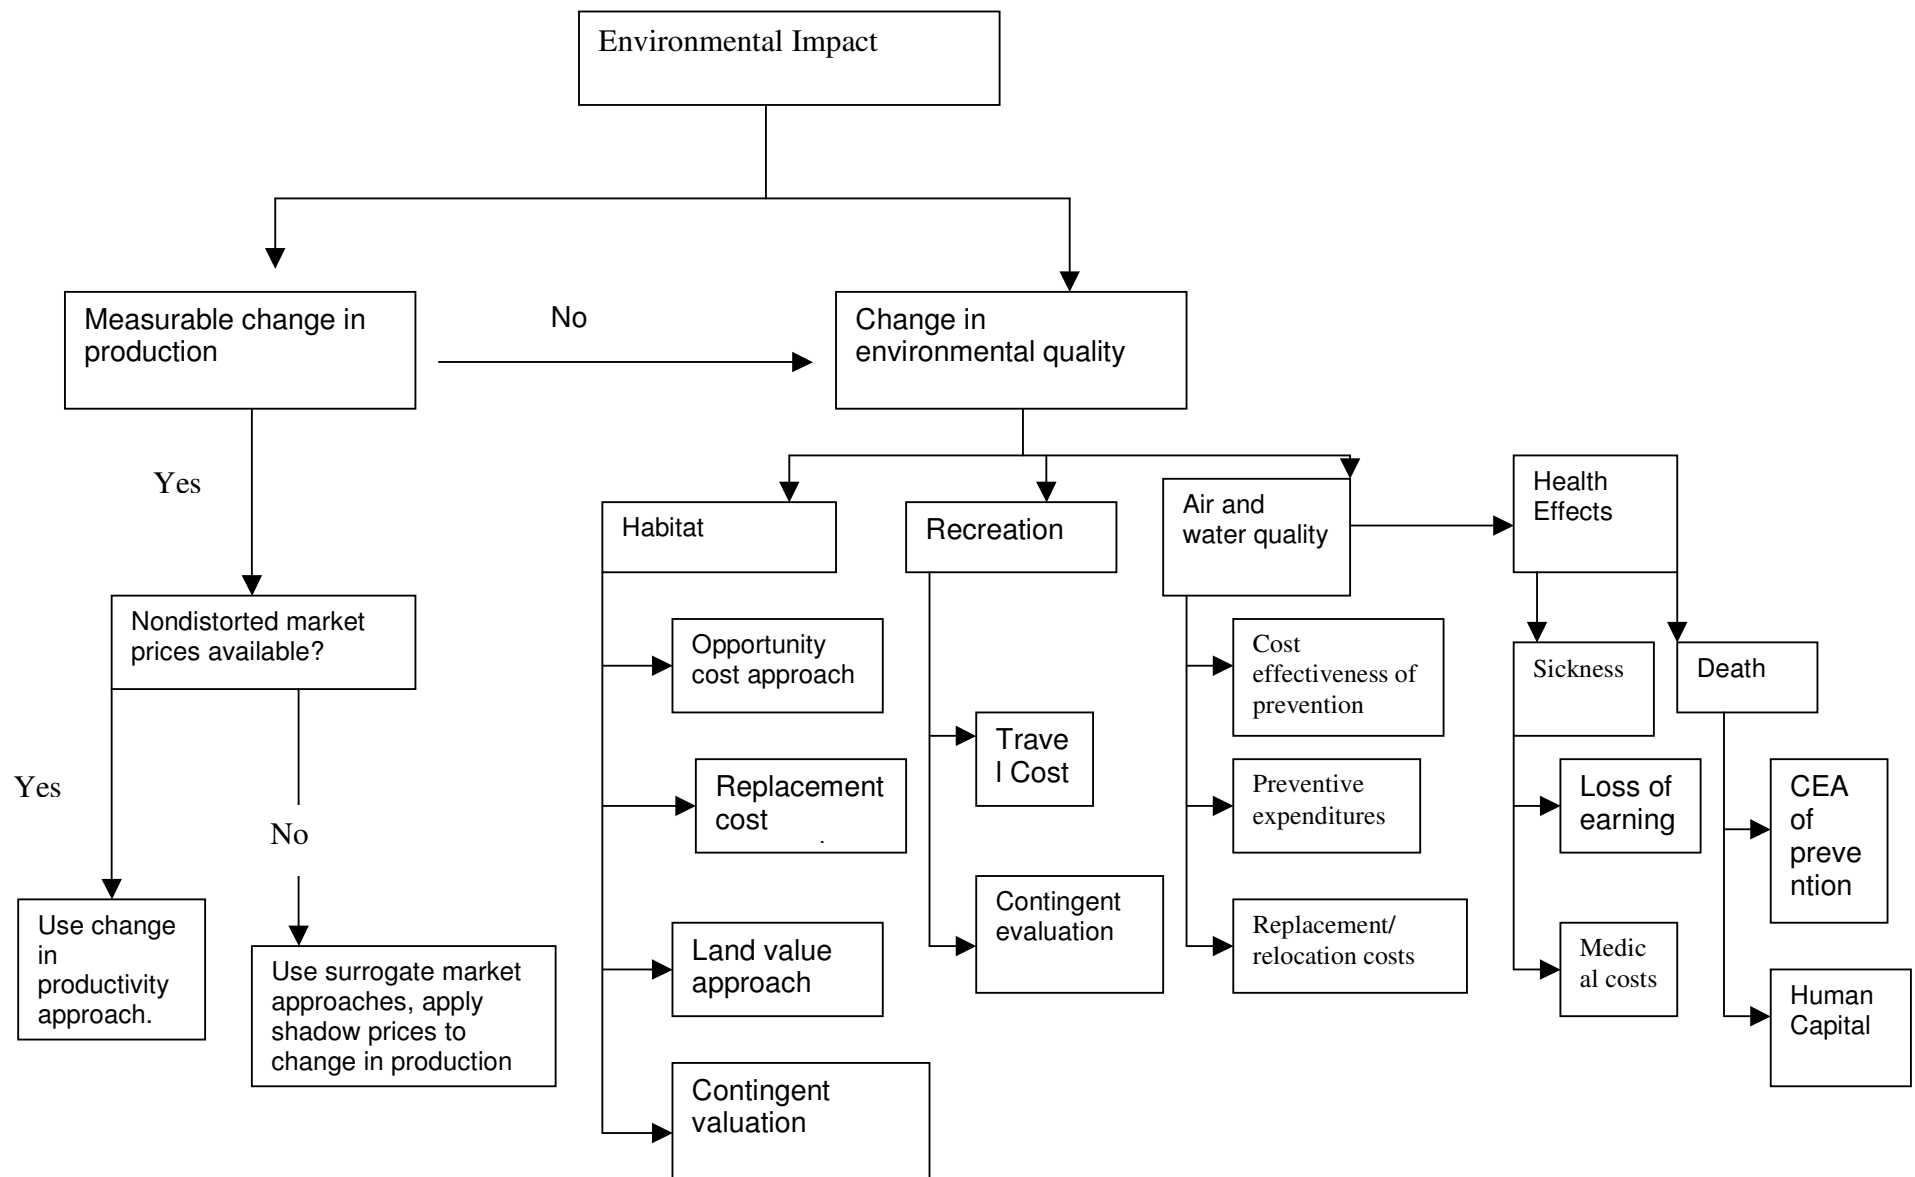 Environmental Impact
Measurable change in
production
No
Change in
environmental quality
Yes
Habitat
Recreation
Air and
water quality
Health
Effects
Nondistorted market
prices available?
Opportunity
cost approach
Cost
effectiveness of
prevention
Sickness
Death
Yes
No
Replacement
cost
.
Trave
l Cost
Preventive
expenditures
Loss of
earning
CEA
of
preve
ntion
Use change
in
productivity
approach.
Use surrogate market
approaches, apply
shadow prices to
change in production
Land value
approach
Contingent
evaluation
Replacement/
relocation costs
Medic
al costs
Human
Capital
Contingent
valuation